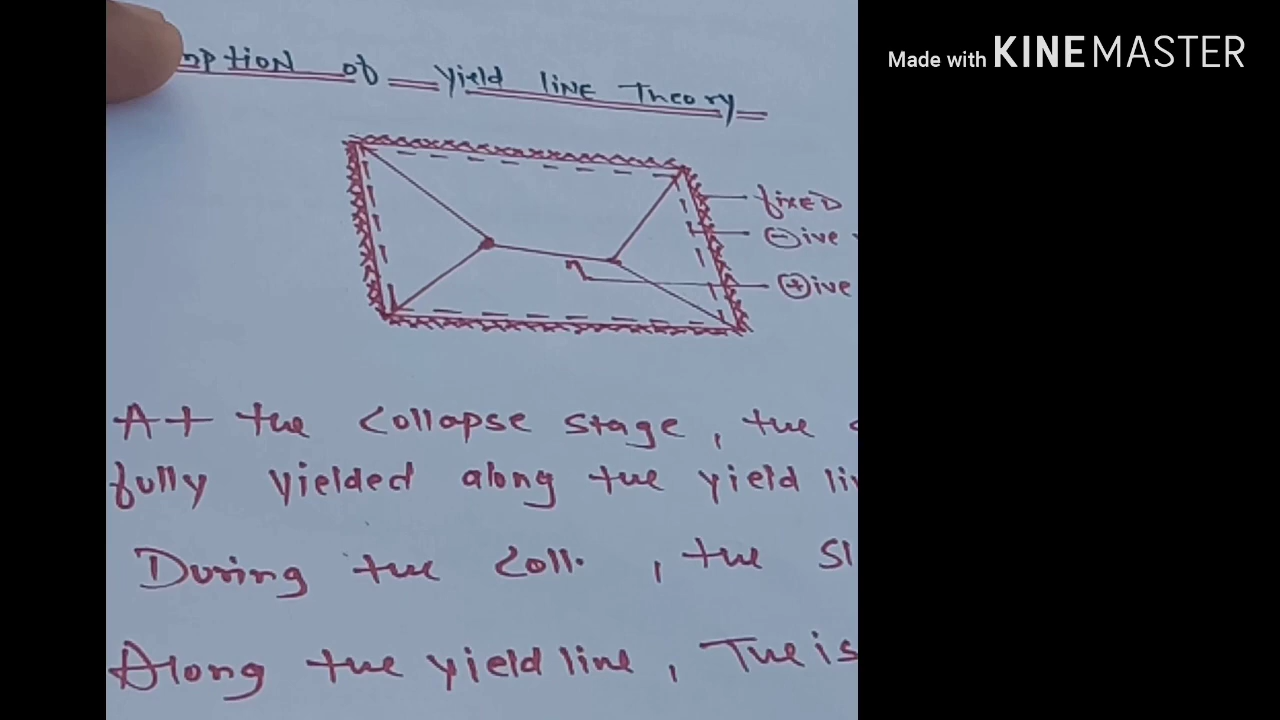 Made with KINEMASTER
mption of Yield line Theory
fixed
⊖ive
⊕ive
At the collapse stage, the
fully yielded along the yield li
During the coll. , the sl
Along the yield line, The is